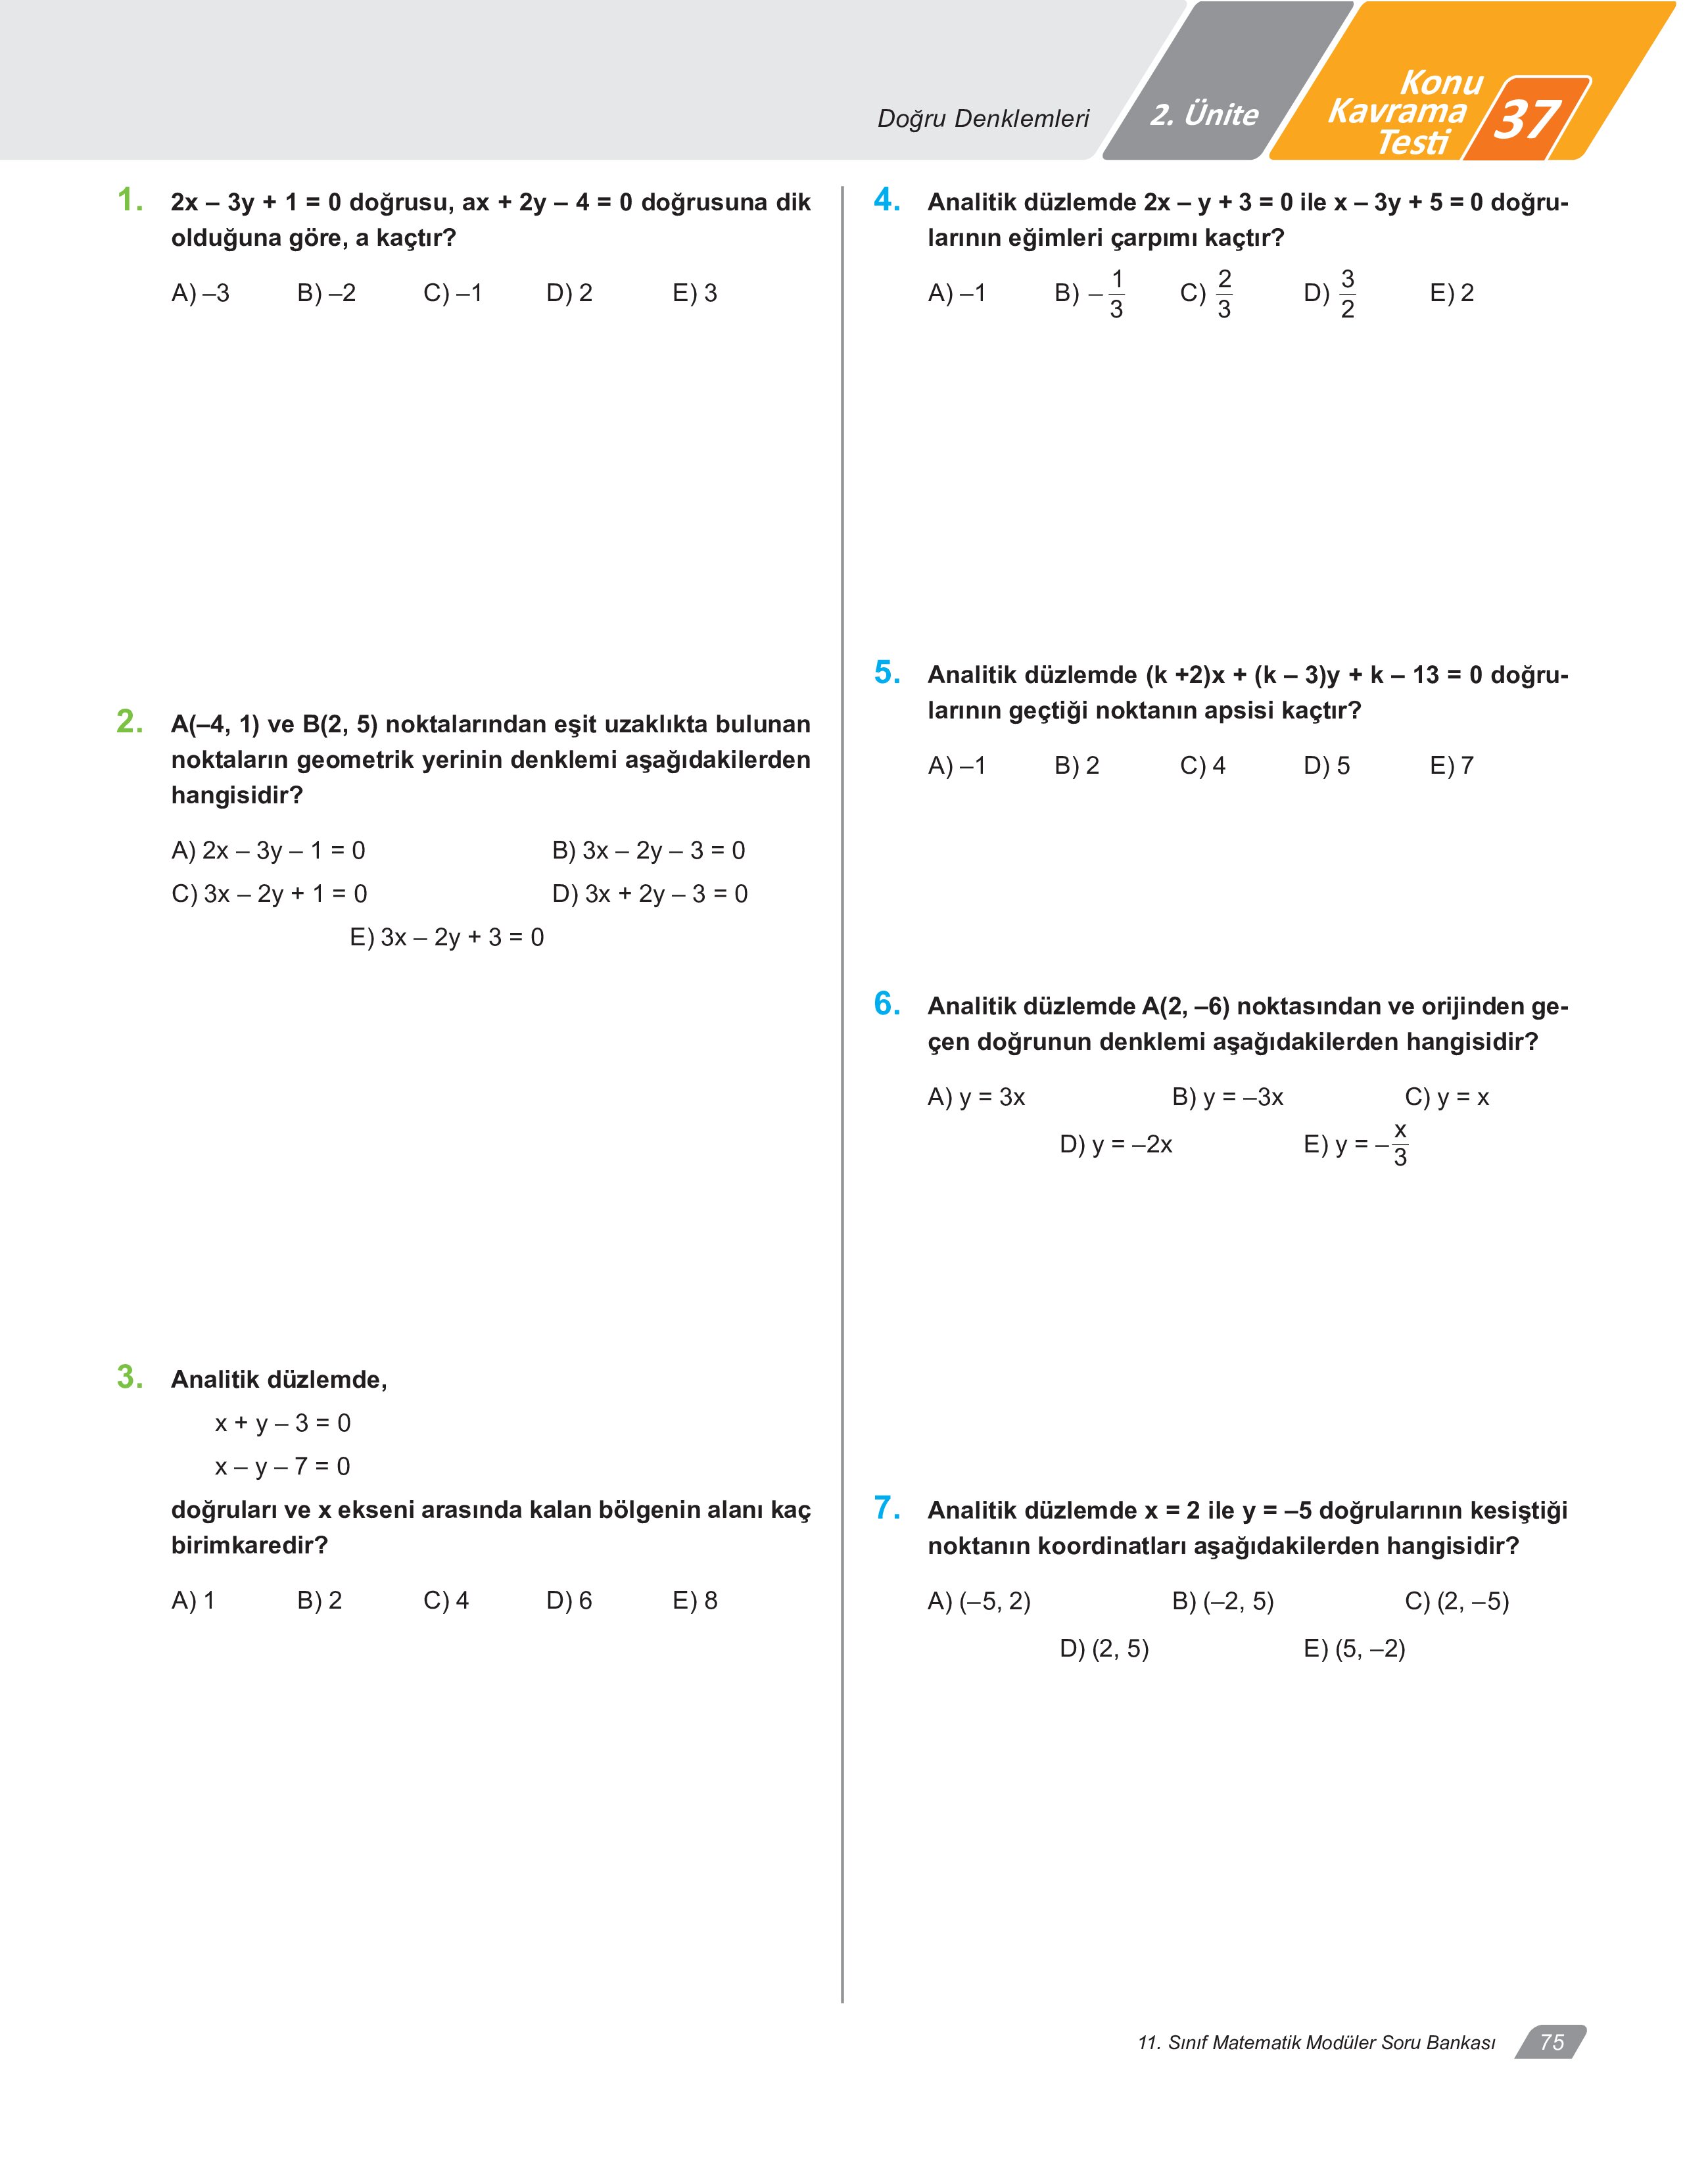 Doğru Denklemleri
2. Ünite
Konu
Kavrama
Testi
37
1. 2x – 3y + 1 = 0 doğrusu, ax + 2y – 4 = 0 doğrusuna dik
olduğuna göre, a kaçtır?
A) –3 B) –2 C) –1 D) 2 E) 3
2. A(–4, 1) ve B(2, 5) noktalarından eşit uzaklıkta bulunan
noktaların geometrik yerinin denklemi aşağıdakilerden
hangisidir?
A) 2x – 3y – 1 = 0 B) 3x – 2y – 3 = 0
C) 3x – 2y + 1 = 0 D) 3x + 2y – 3 = 0
E) 3x – 2y + 3 = 0
3. Analitik düzlemde,
x + y – 3 = 0
x – y – 7 = 0
doğruları ve x ekseni arasında kalan bölgenin alanı kaç
birimkaredir?
A) 1 B) 2 C) 4 D) 6 E) 8
4. Analitik düzlemde 2x – y + 3 = 0 ile x – 3y + 5 = 0 doğru-
larının eğimleri çarpımı kaçtır?
A) –1 B) –1/3 C) 2/3 D) 3/2 E) 2
5. Analitik düzlemde (k +2)x + (k – 3)y + k – 13 = 0 doğru-
larının geçtiği noktanın apsisi kaçtır?
A) –1 B) 2 C) 4 D) 5 E) 7
6. Analitik düzlemde A(2, –6) noktasından ve orijinden ge-
çen doğrunun denklemi aşağıdakilerden hangisidir?
A) y = 3x B) y = –3x C) y = x
D) y = –2x E) y = –x/3
7. Analitik düzlemde x = 2 ile y = –5 doğrularının kesiştiği
noktanın koordinatları aşağıdakilerden hangisidir?
A) (–5, 2) B) (–2, 5) C) (2, –5)
D) (2, 5) E) (5, –2)
11. Sınıf Matematik Modüler Soru Bankası 75